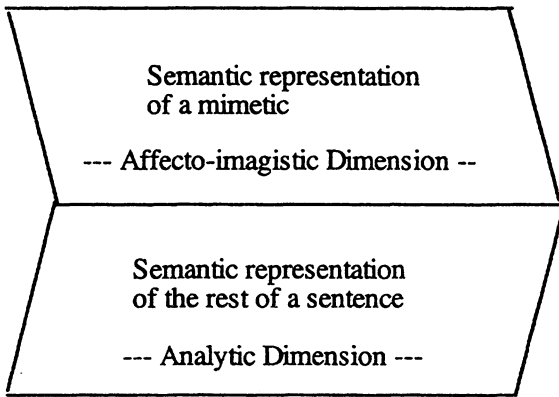 Semantic representation
of a mimetic
--- Affecto-imagistic Dimension --
Semantic representation
of the rest of a sentence
--- Analytic Dimension ---